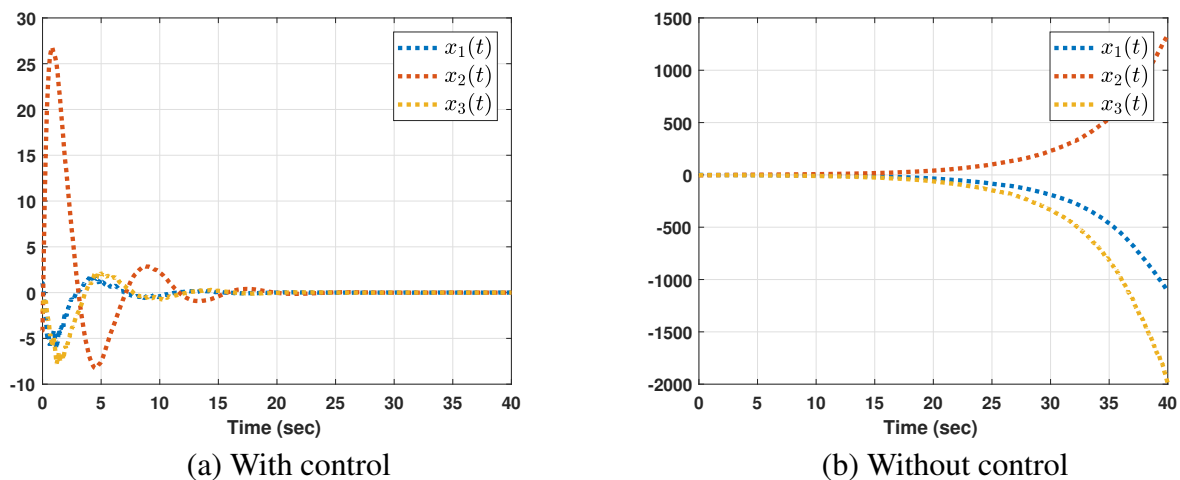 30
25
20
15
10
5
0
-5
-10
0 5 10 15 20 25 30 35 40
Time (sec)
x₁(t)
x₂(t)
x₃(t)
(a) With control
1500
1000
500
0
-500
-1000
-1500
-2000
0 5 10 15 20 25 30 35 40
Time (sec)
x₁(t)
x₂(t)
x₃(t)
(b) Without control